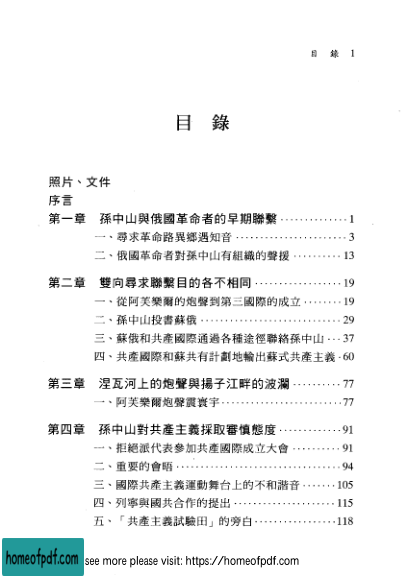 目 錄 1
目 錄
照片、文件
序言
第一章 孫中山與俄國革命者的早期聯繫 ·············· 1
一、尋求革命路異鄉遇知音 ······················ 3
二、俄國革命者對孫中山有組織的聲援 ·········· 13
第二章 雙向尋求聯繫目的各不相同 ················ 19
一、從阿芙樂爾的炮聲到第三國際的成立 ······· 19
二、孫中山投書蘇俄 ··························· 29
三、蘇俄和共產國際通過各種途徑聯絡孫中山 ··· 37
四、共產國際和蘇共有計劃地輸出蘇式共產主義 · 60
第三章 涅瓦河上的炮聲與揚子江畔的波瀾 ·········· 77
一、阿芙樂爾炮聲震寰宇 ······················· 77
第四章 孫中山對共產主義採取審慎態度 ············ 91
一、拒絕派代表參加共產國際成立大會 ·········· 91
二、重要的會晤 ······························· 94
三、國際共產主義運動舞台上的不和諧音 ······· 105
四、列寧與國共合作的提出 ···················· 115
五、「共產主義試驗田」的旁白 ················· 118
homeofpdf.com see more please visit: https://homeofpdf.com